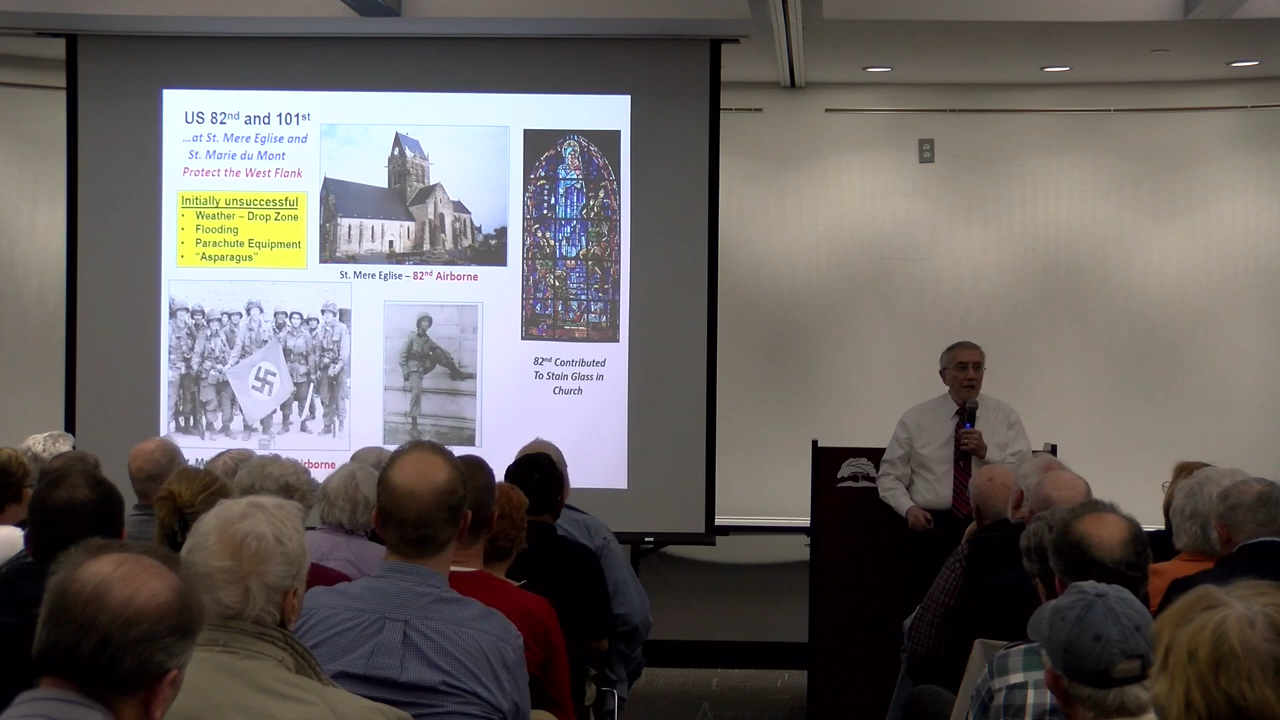 US 82nd and 101st
...at St. Mere Eglise and
St. Marie du Mont
Protect the West Flank
Initially unsuccessful
• Weather – Drop Zone
• Flooding
• Parachute Equipment
• “Asparagus”
St. Mere Eglise – 82nd Airborne
82nd Contributed
To Stain Glass in
Church